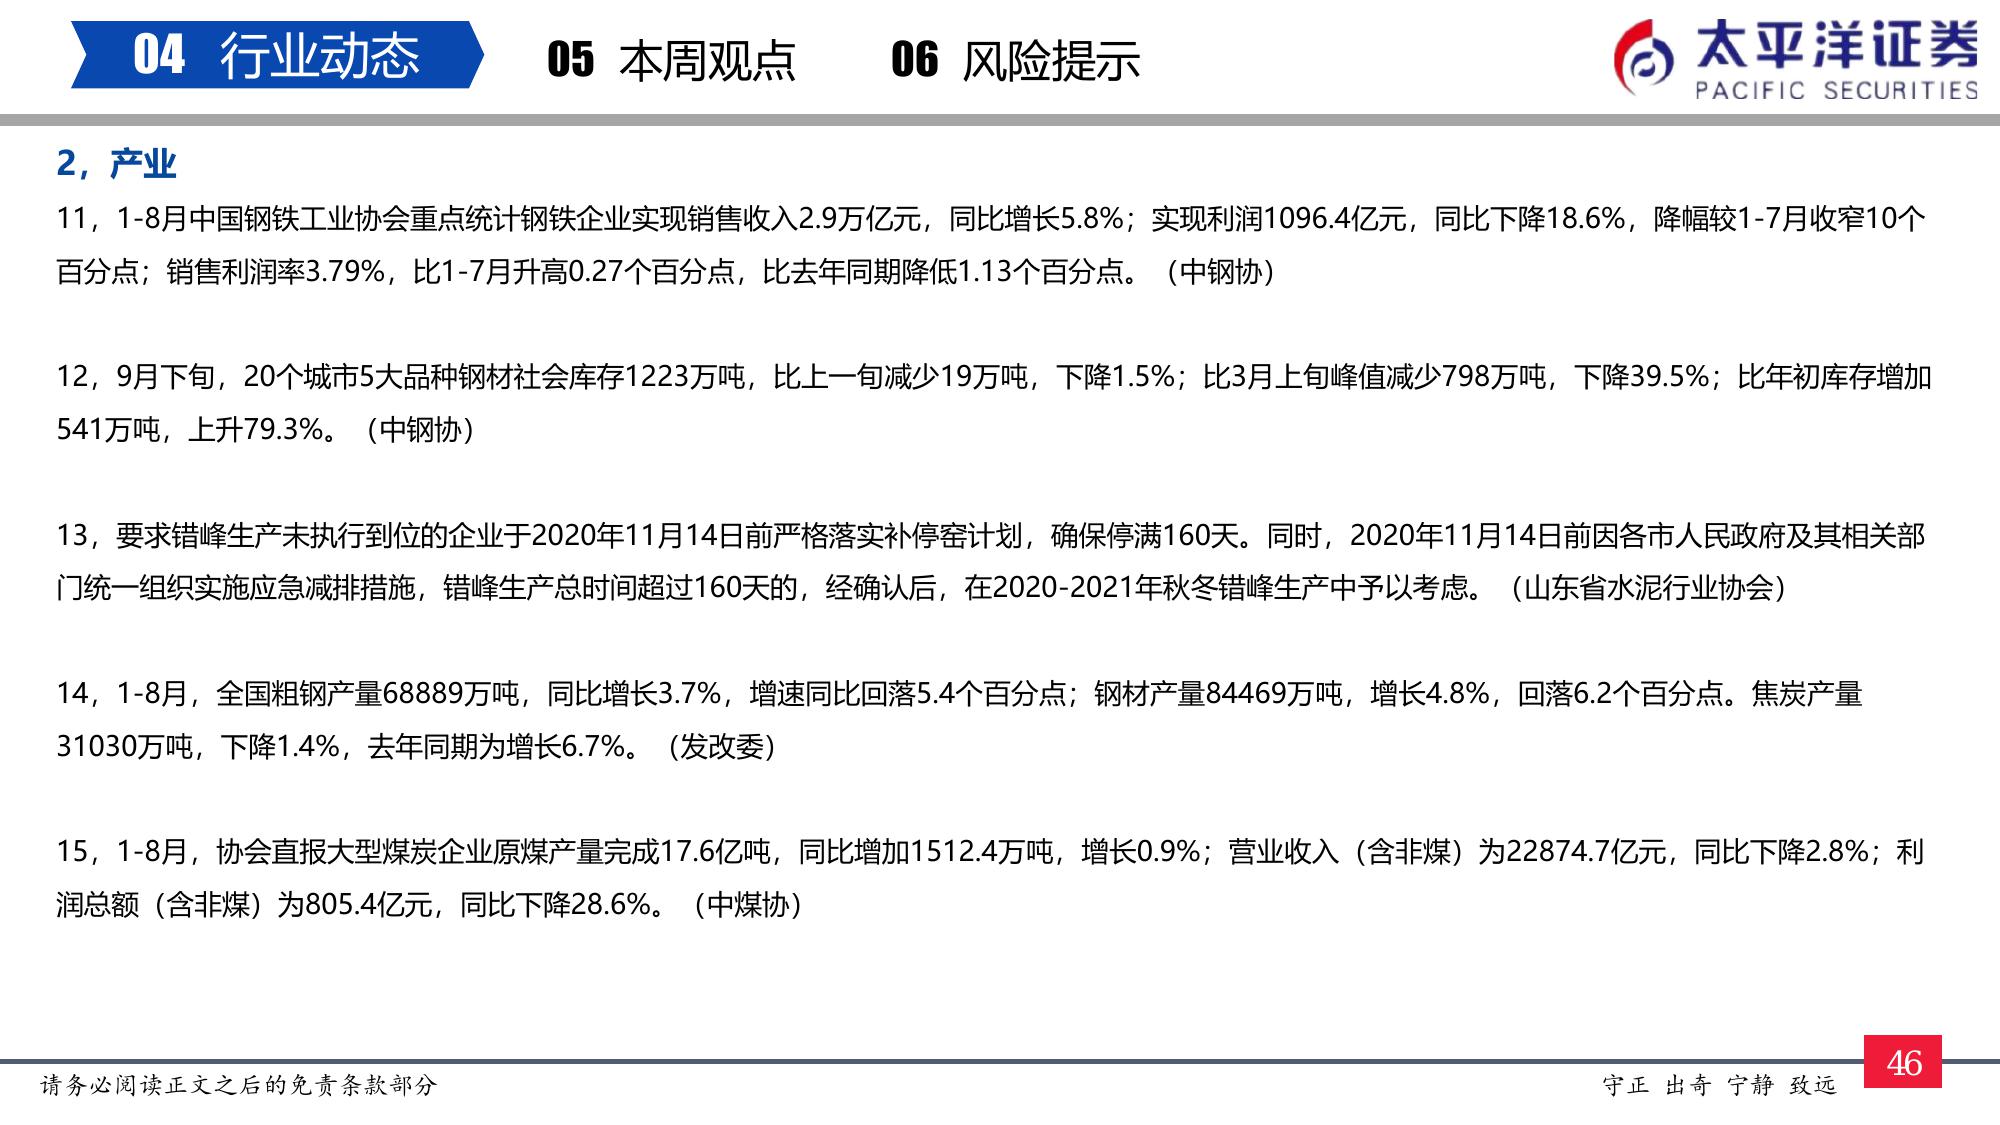 04 行业动态 05 本周观点 06 风险提示
太平洋证券
PACIFIC SECURITIES
2，产业
11，1-8月中国钢铁工业协会重点统计钢铁企业实现销售收入2.9万亿元，同比增长5.8%；实现利润1096.4亿元，同比下降18.6%，降幅较1-7月收窄10个
百分点；销售利润率3.79%，比1-7月升高0.27个百分点，比去年同期降低1.13个百分点。（中钢协）
12，9月下旬，20个城市5大品种钢材社会库存1223万吨，比上一旬减少19万吨，下降1.5%；比3月上旬峰值减少798万吨，下降39.5%；比年初库存增加
541万吨，上升79.3%。（中钢协）
13，要求错峰生产未执行到位的企业于2020年11月14日前严格落实补停窑计划，确保停满160天。同时，2020年11月14日前因各市人民政府及其相关部
门统一组织实施应急减排措施，错峰生产总时间超过160天的，经确认后，在2020-2021年秋冬错峰生产中予以考虑。（山东省水泥行业协会）
14，1-8月，全国粗钢产量68889万吨，同比增长3.7%，增速同比回落5.4个百分点；钢材产量84469万吨，增长4.8%，回落6.2个百分点。焦炭产量
31030万吨，下降1.4%，去年同期为增长6.7%。（发改委）
15，1-8月，协会直报大型煤炭企业原煤产量完成17.6亿吨，同比增加1512.4万吨，增长0.9%；营业收入（含非煤）为22874.7亿元，同比下降2.8%；利
润总额（含非煤）为805.4亿元，同比下降28.6%。（中煤协）
46
请务必阅读正文之后的免责条款部分
守正 出奇 宁静 致远